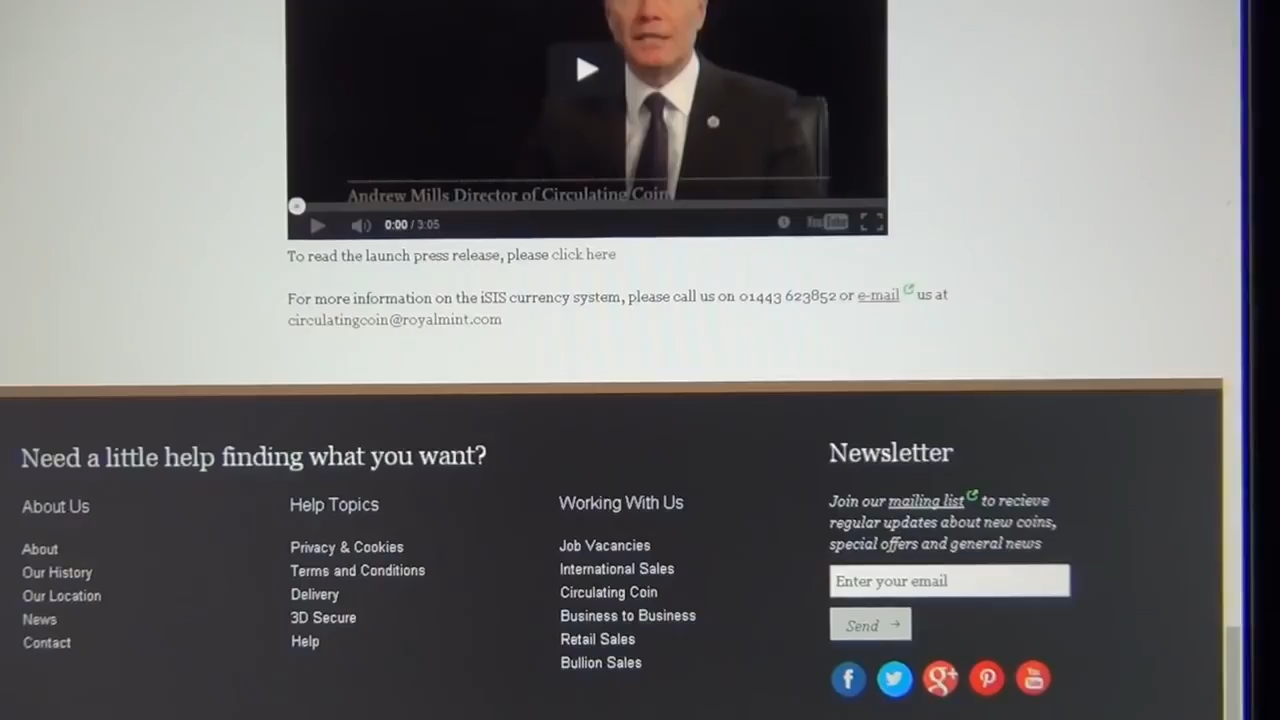 Andrew Mills Director of Circulating Coin
0:00 / 3:05
YouTube
To read the launch press release, please click here
For more information on the iSIS currency system, please call us on 01443 623852 or e-mail us at
circulatingcoin@royalmint.com
Need a little help finding what you want?
About Us
About
Our History
Our Location
News
Contact
Help Topics
Privacy & Cookies
Terms and Conditions
Delivery
3D Secure
Help
Working With Us
Job Vacancies
International Sales
Circulating Coin
Business to Business
Retail Sales
Bullion Sales
Newsletter
Join our mailing list to recieve
regular updates about new coins,
special offers and general news
Enter your email
Send →
f
g+
You
Tube